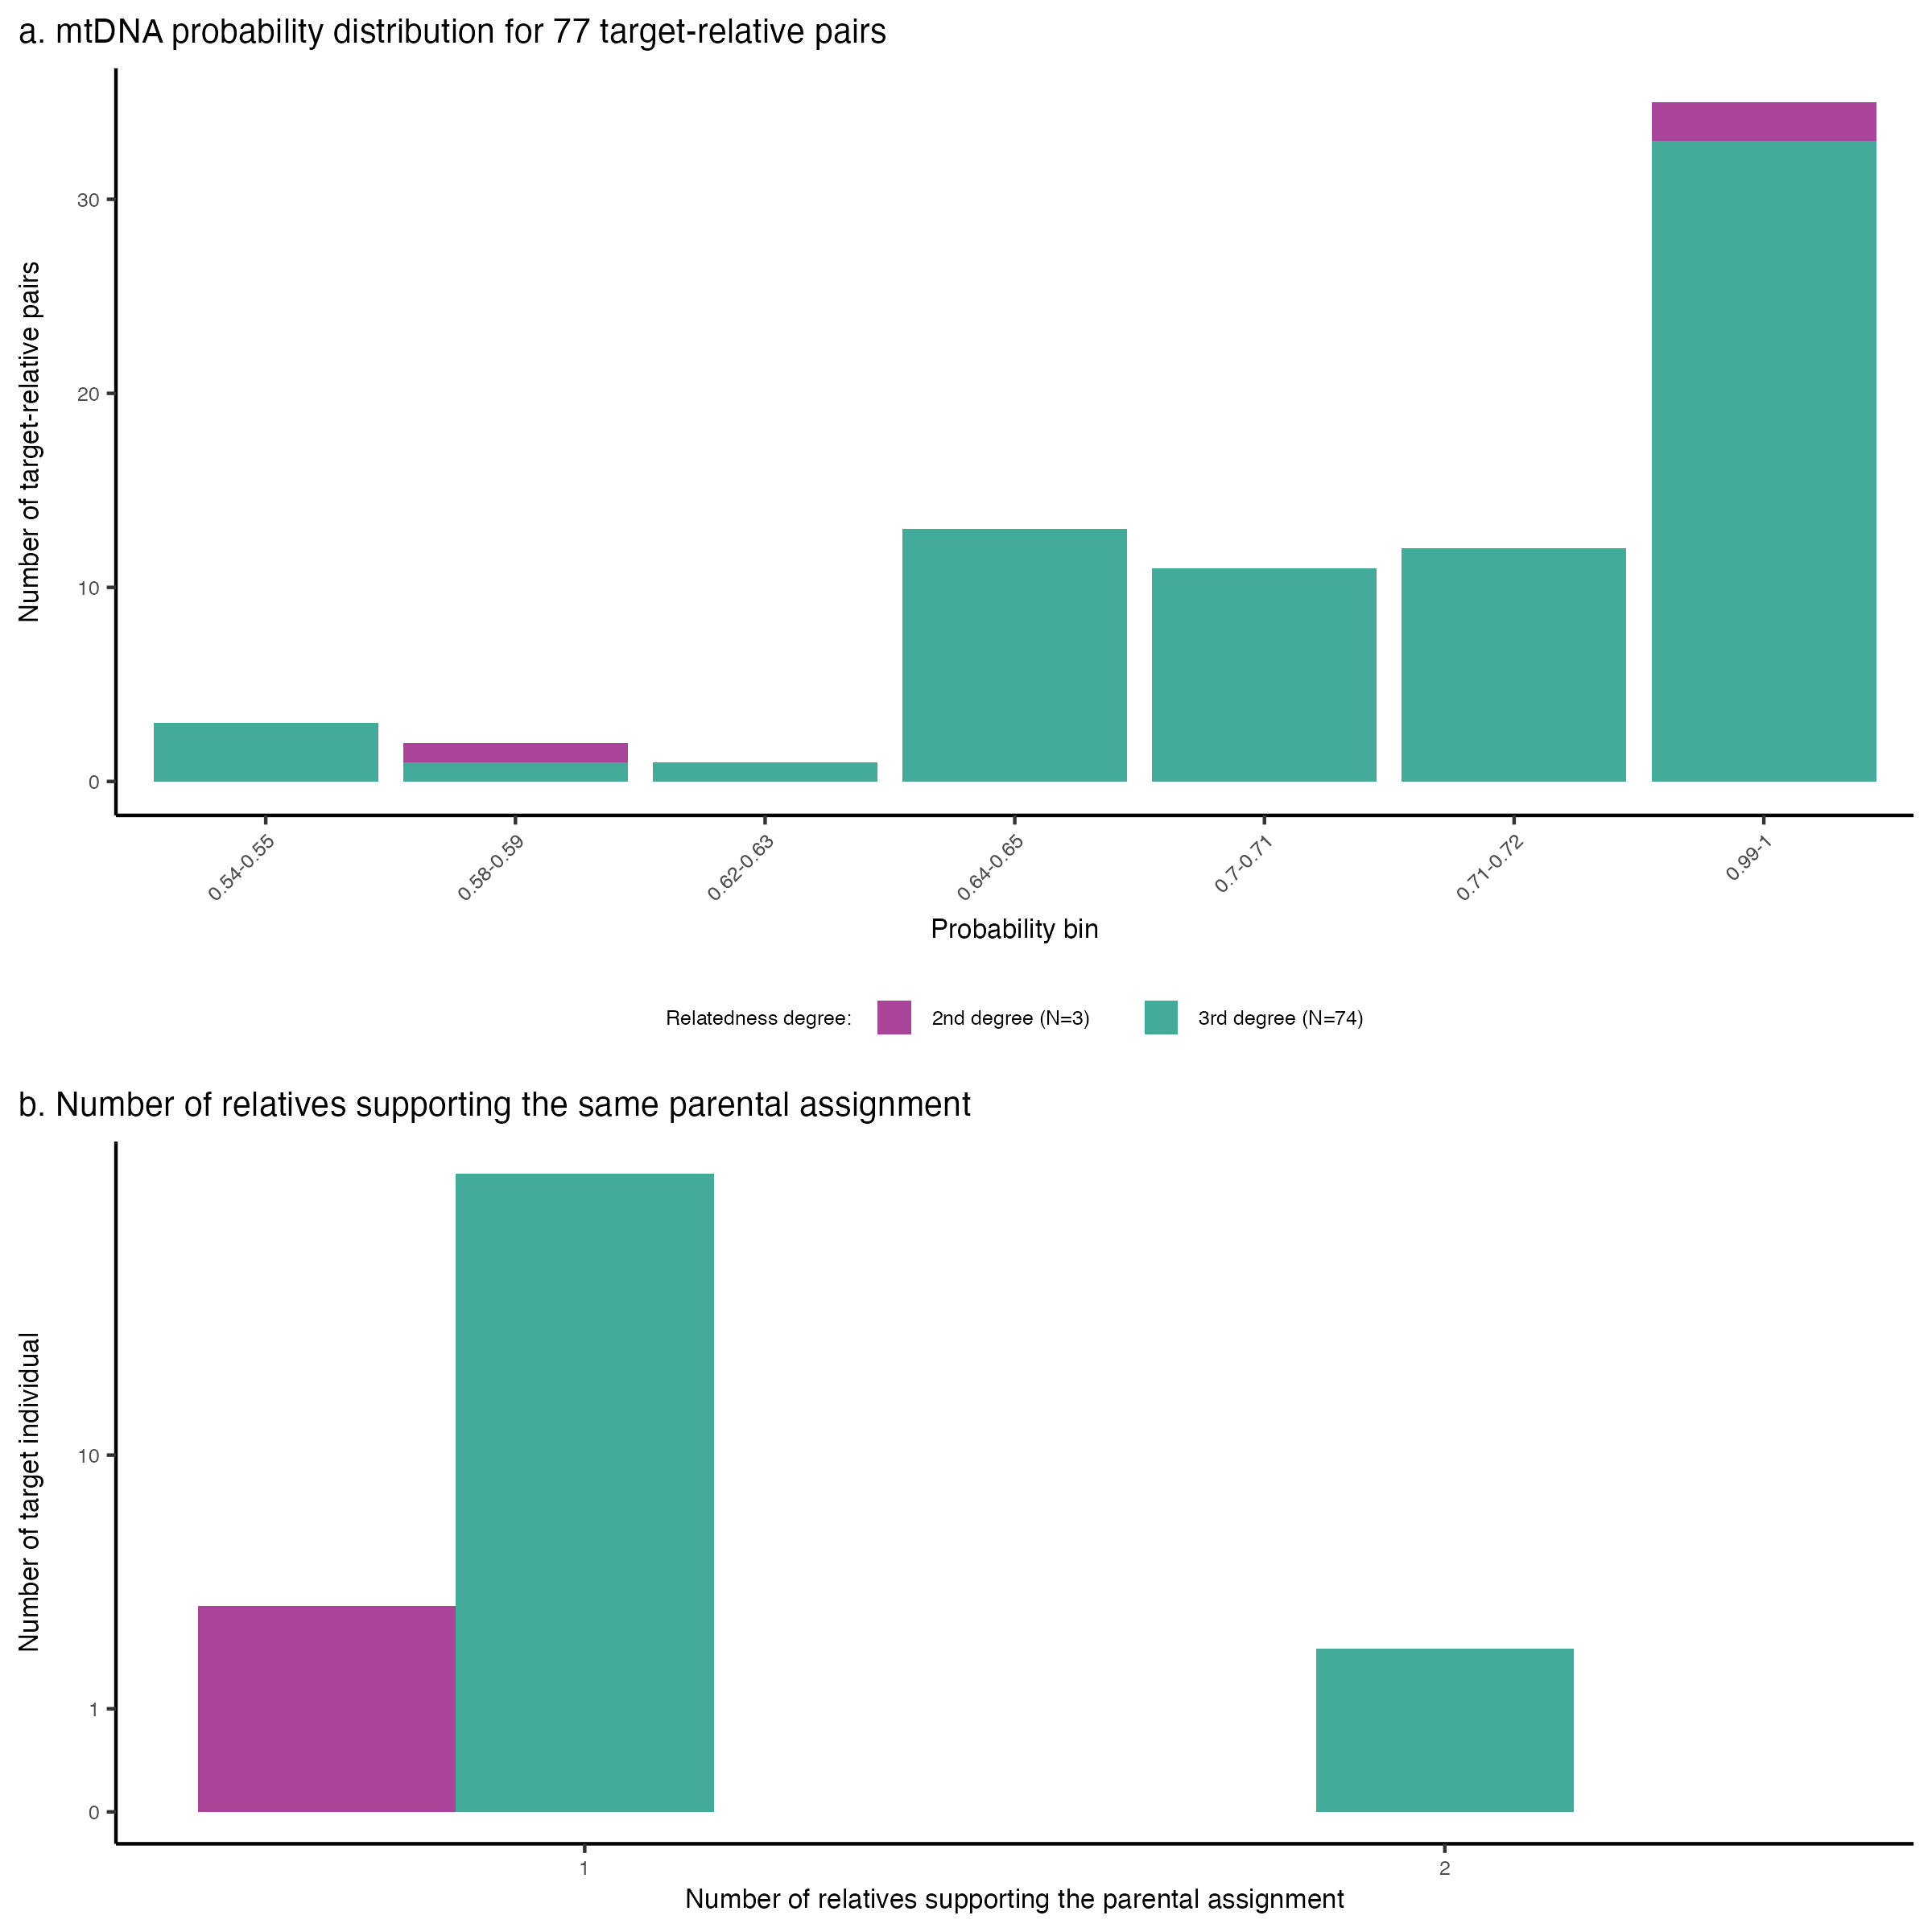 a. mtDNA probability distribution for 77 target-relative pairs
Number of target-relative pairs
30
20
10
0
0.54-0.55
0.58-0.59
0.62-0.63
0.64-0.65
0.7-0.71
0.71-0.72
0.99-1
Probability bin
Relatedness degree: 2nd degree (N=3) 3rd degree (N=74)
b. Number of relatives supporting the same parental assignment
Number of target individual
10
1
0
1
2
Number of relatives supporting the parental assignment